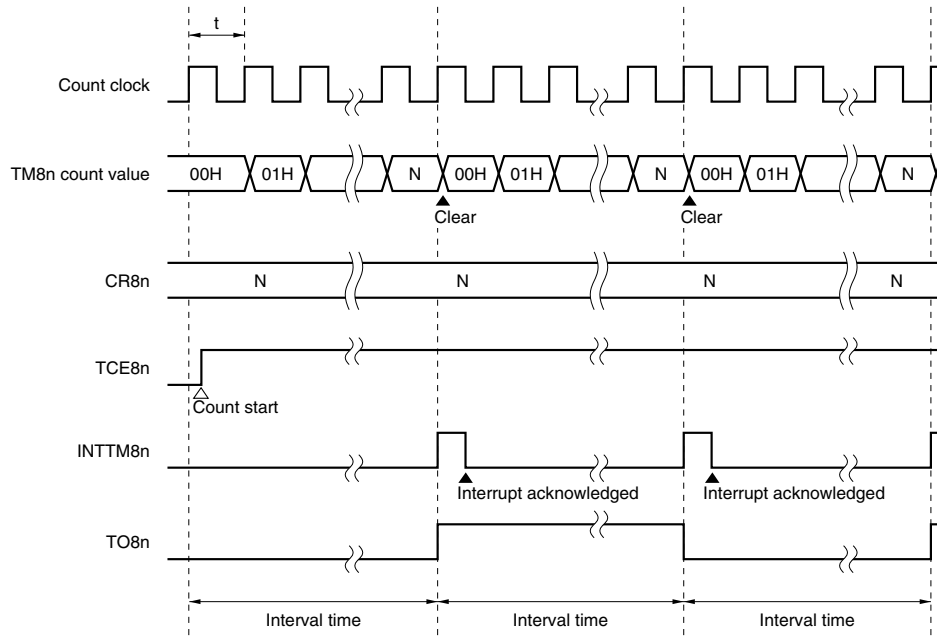 t
Count clock
TM8n count value 00H 01H N 00H 01H N 00H 01H N
Clear Clear
CR8n N N N N
TCE8n
Count start
INTTM8n
Interrupt acknowledged Interrupt acknowledged
TO8n
Interval time Interval time Interval time